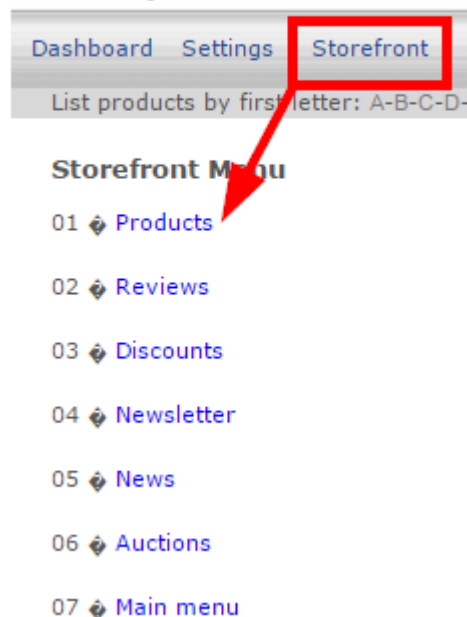 Dashboard Settings Storefront
List products by first letter: A-B-C-D-
Storefront Menu
01 � Products
02 � Reviews
03 � Discounts
04 � Newsletter
05 � News
06 � Auctions
07 � Main menu